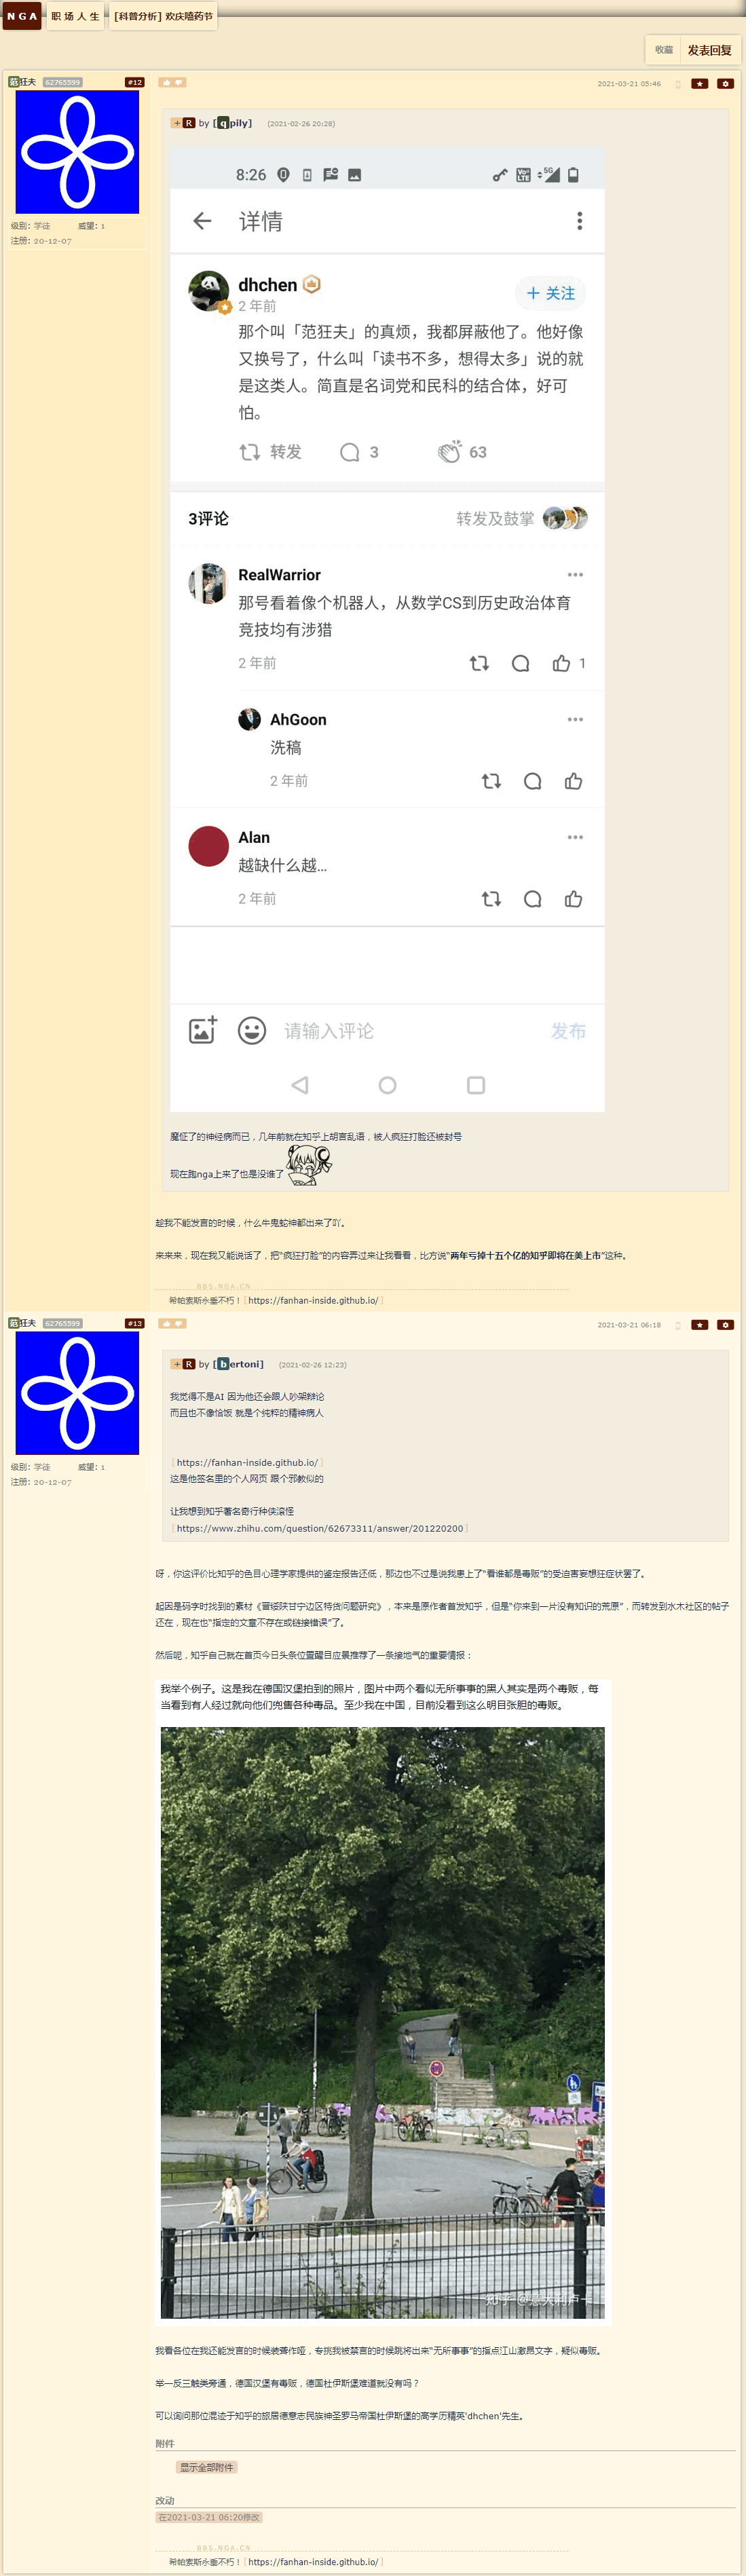 NGA 职 场 人 生 [科普分析] 欢庆嗑药节
收藏 发表回复
范狂夫 62765599 #12
2021-03-21 05:46
级别: 学徒 威望: 1
注册: 20-12-07
+ R by [qpily] (2021-02-26 20:28)
8:26
VoLTE 5G
详情
dhchen
2 年前
+ 关注
那个叫「范狂夫」的真烦，我都屏蔽他了。他好像
又换号了，什么叫「读书不多，想得太多」说的就
是这类人。简直是名词党和民科的结合体，好可
怕。
转发 3 63
3评论 转发及鼓掌
RealWarrior
那号看着像个机器人，从数学CS到历史政治体育
竞技均有涉猎
2 年前 1
AhGoon
洗稿
2 年前
Alan
越缺什么越...
2 年前
请输入评论 发布
魔怔了的神经病而已，几年前就在知乎上胡言乱语，被人疯狂打脸还被封号
现在跑nga上来了也是没谁了
趁我不能发言的时候，什么牛鬼蛇神都出来了吖。
来来来，现在我又能说话了，把“疯狂打脸”的内容弄过来让我看看，比方说“两年亏掉十五个亿的知乎即将在美上市”这种。
BBS.NGA.CN
希帕索斯永垂不朽！[ https://fanhan-inside.github.io/ ]
范狂夫 62765599 #13
2021-03-21 06:18
级别: 学徒 威望: 1
注册: 20-12-07
+ R by [bertoni] (2021-02-26 12:23)
我觉得不是AI 因为他还会跟人吵架辩论
而且也不像恰饭 就是个纯粹的精神病人
[ https://fanhan-inside.github.io/ ]
这是他签名里的个人网页 跟个邪教似的
让我想到知乎著名奇行种侠滚怪
[ https://www.zhihu.com/question/62673311/answer/201220200 ]
呀，你这评价比知乎的色目心理学家提供的鉴定报告还低，那边也不过是说我患上了“看谁都是毒贩”的受迫害妄想狂症状罢了。
起因是码字时找到的素材《晋绥陕甘宁边区特货问题研究》，本来是原作者首发知乎，但是“你来到一片没有知识的荒原”，而转发到水木社区的帖子
还在，现在也“指定的文章不存在或链接错误”了。
然后呢，知乎自己就在首页今日头条位置醒目应景推荐了一条接地气的重要情报：
我举个例子。这是我在德国汉堡拍到的照片，图片中两个看似无所事事的黑人其实是两个毒贩，每
当看到有人经过就向他们兜售各种毒品。至少我在中国，目前没看到这么明目张胆的毒贩。
我看各位在我还能发言的时候装聋作哑，专挑我被禁言的时候跳将出来“无所事事”的指点江山激昂文字，疑似毒贩。
举一反三触类旁通，德国汉堡有毒贩，德国杜伊斯堡难道就没有吗？
可以询问那位混迹于知乎的旅居德意志民族神圣罗马帝国杜伊斯堡的高学历精英'dhchen'先生。
附件
显示全部附件
改动
在2021-03-21 06:20修改
BBS.NGA.CN
希帕索斯永垂不朽！[ https://fanhan-inside.github.io/ ]